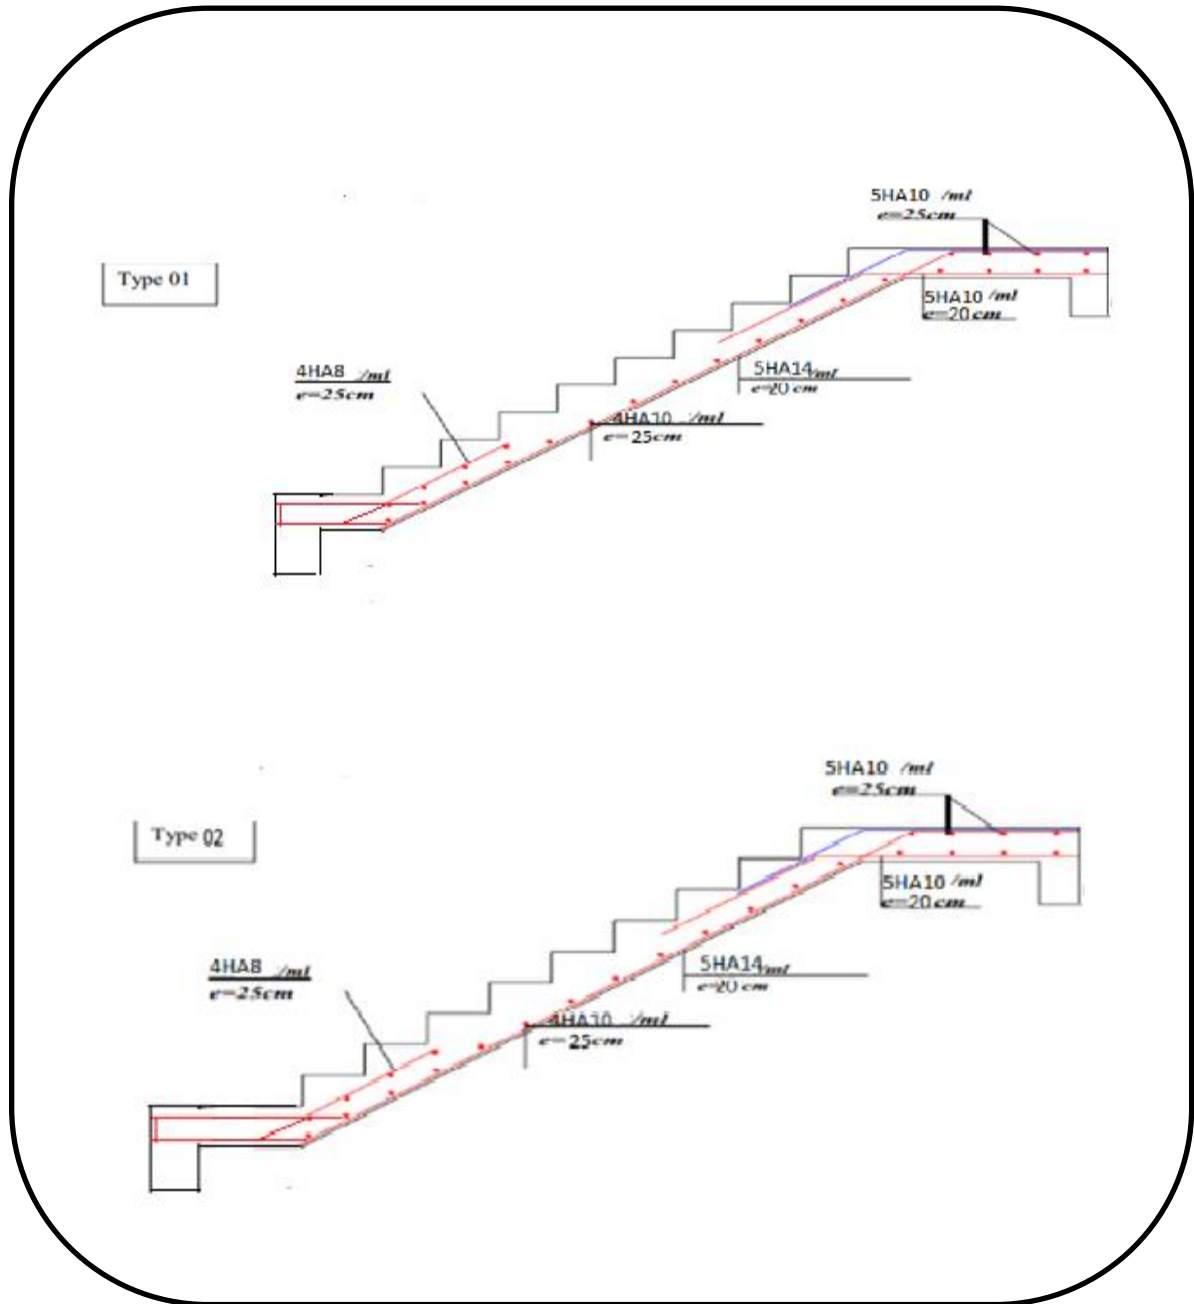 5HA10 /ml
e=25cm
Type 01
5HA10 /ml
e=20 cm
4HA8 /ml
e=25cm
5HA14/ml
e=20 cm
4HA10 /ml
e=25cm
5HA10 /ml
e=25cm
Type 02
5HA10 /ml
e=20 cm
4HA8 /ml
e=25cm
5HA14/ml
e=20 cm
4HA10 /ml
e=25cm